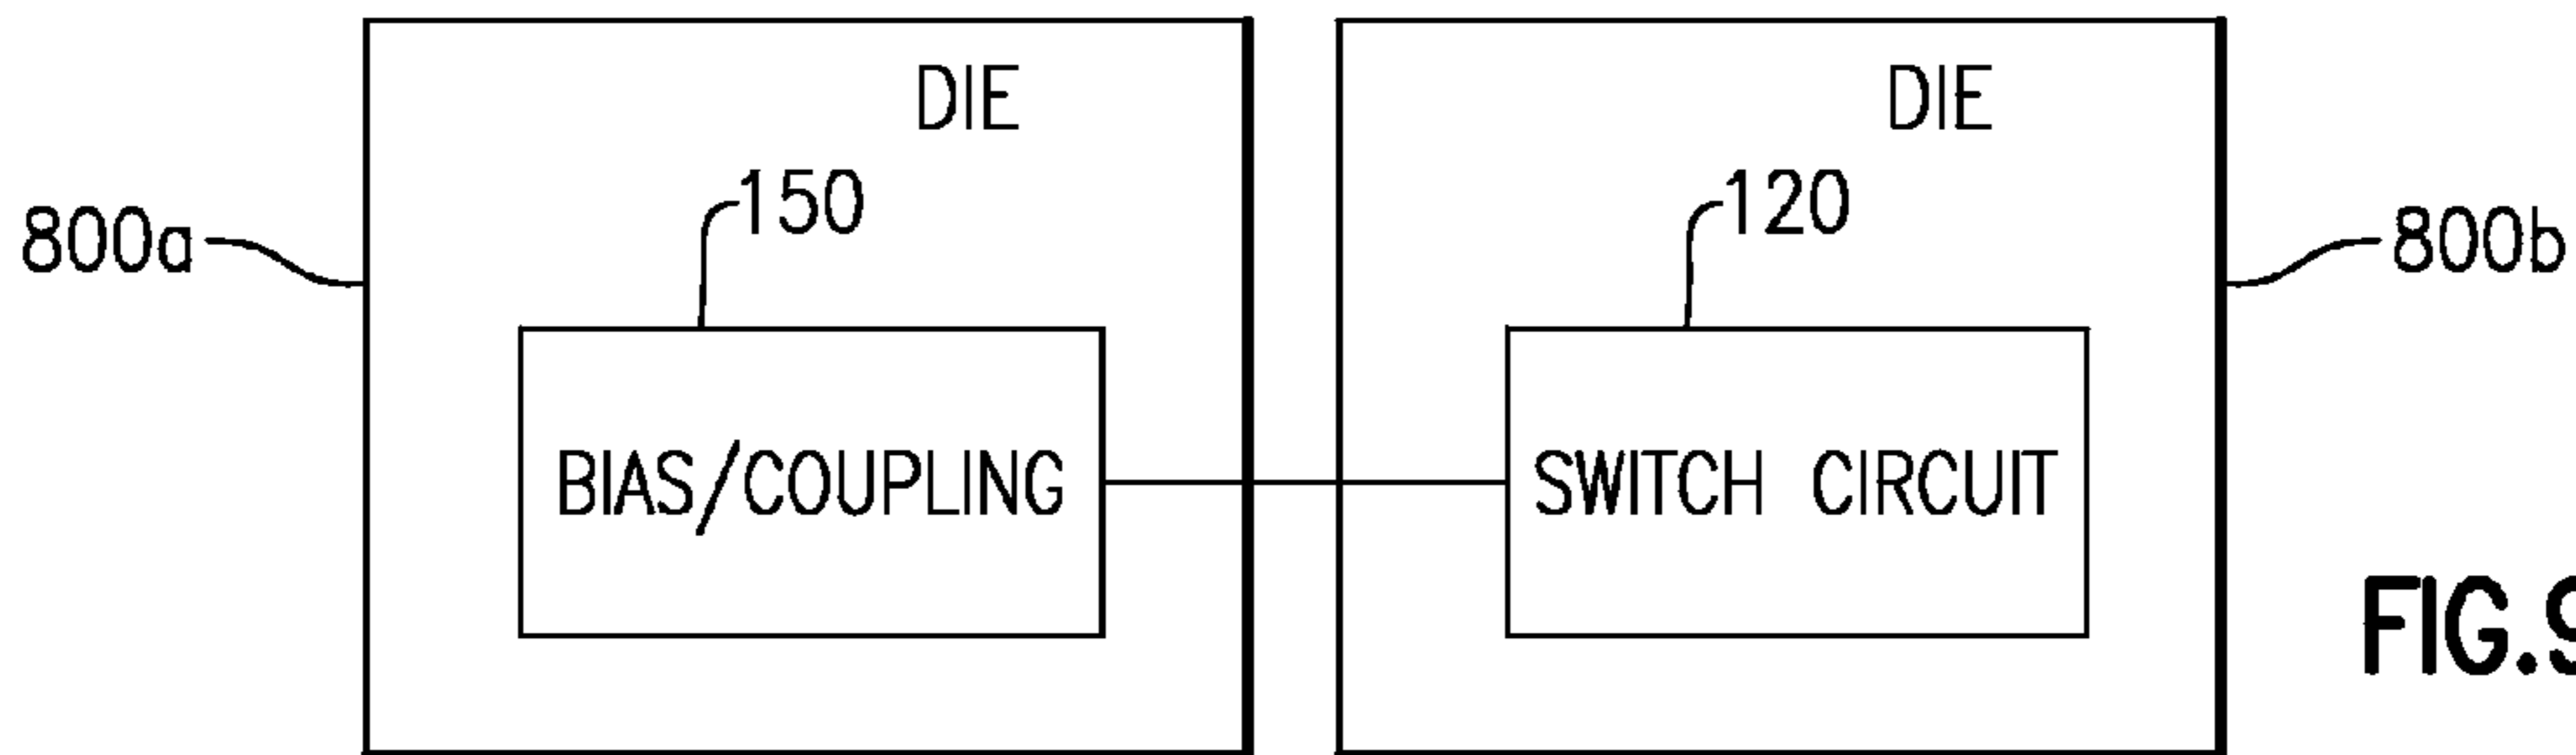 DIE
DIE
150
120
800a
800b
BIAS/COUPLING
SWITCH CIRCUIT